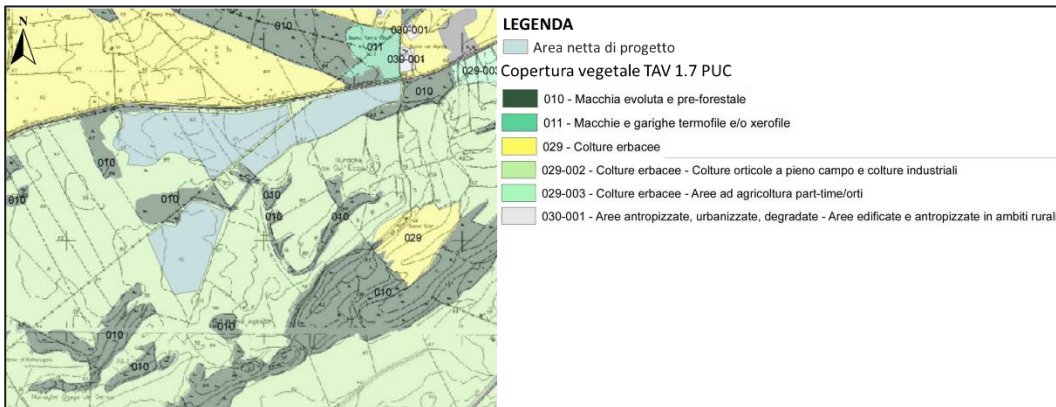 N
010
011
030-001
030-001
029-003
010
010
010
010
010
010
010
029
010
010
010
LEGENDA
Area netta di progetto
Copertura vegetale TAV 1.7 PUC
010 - Macchia evoluta e pre-forestale
011 - Macchie e garighe termofile e/o xerofile
029 - Colture erbacee
029-002 - Colture erbacee - Colture orticole a pieno campo e colture industriali
029-003 - Colture erbacee - Aree ad agricoltura part-time/orti
030-001 - Aree antropizzate, urbanizzate, degradate - Aree edificate e antropizzate in ambiti rurali